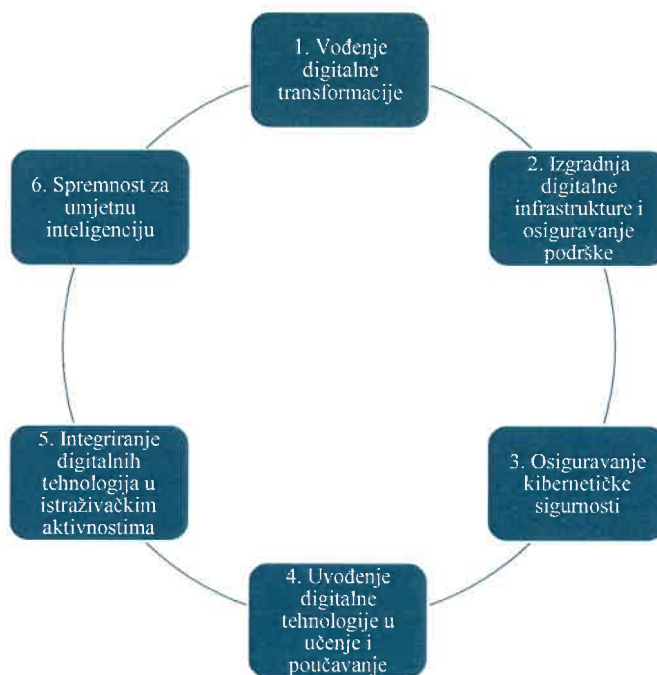 1. Vođenje
digitalne
transformacije
2. Izgradnja
digitalne
infrastrukture i
osiguravanje
podrške
3. Osiguravanje
kibernetičke
sigurnosti
4. Uvođenje
digitalne
tehnologije u
učenje i
poučavanje
5. Integriranje
digitalnih
tehnologija u
istraživačkim
aktivnostima
6. Spremnost za
umjetnu
inteligenciju